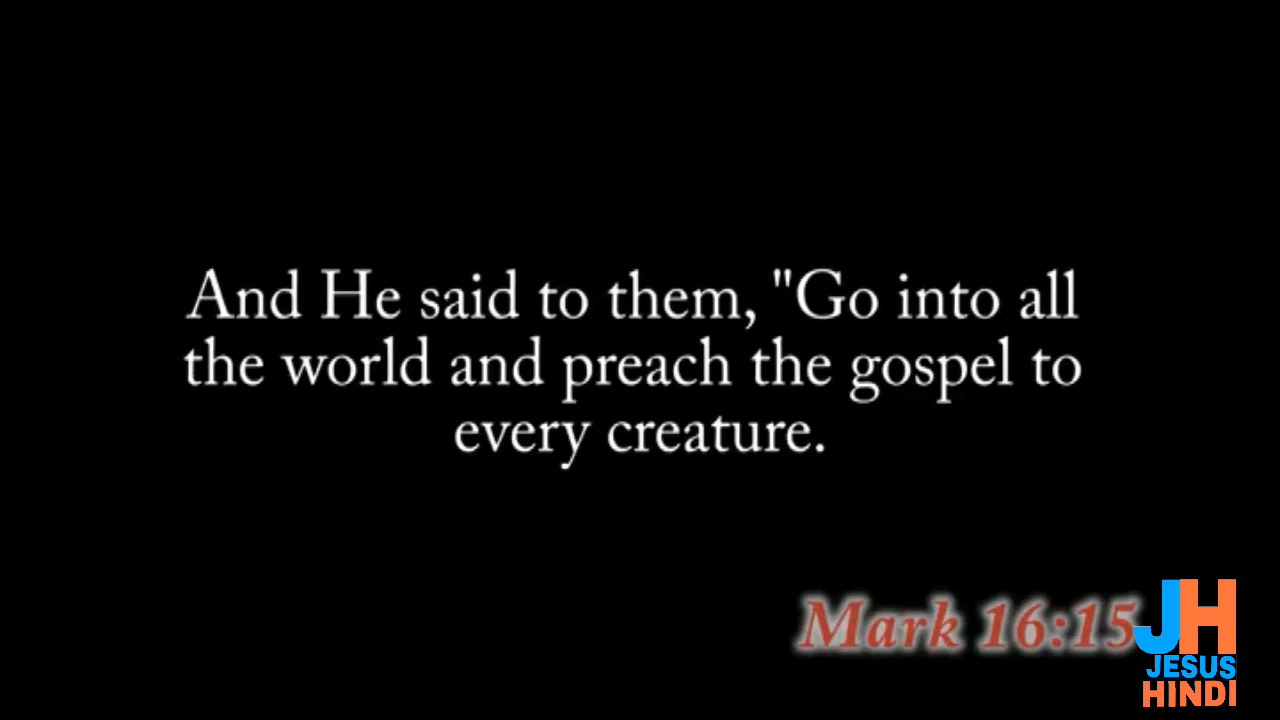 And He said to them, "Go into all
the world and preach the gospel to
every creature.
Mark 16:15
JH
JESUS
HINDI